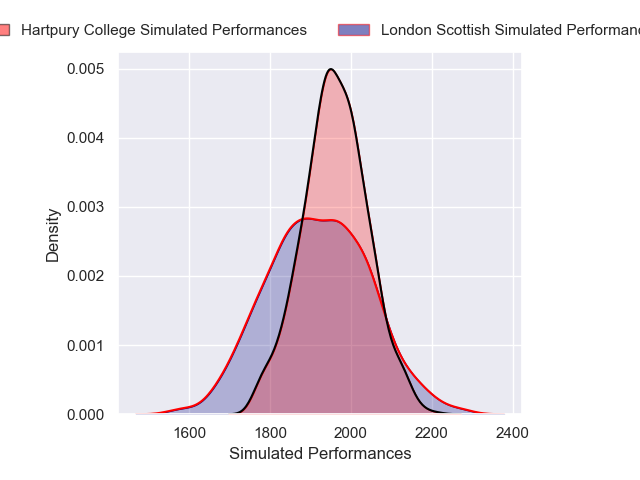 Hartpury College Simulated Performances
London Scottish Simulated
0.005
0.004
0.003
0.002
0.001
0.000
Density
1600 1800 2000 2200 2400
Simulated Performances